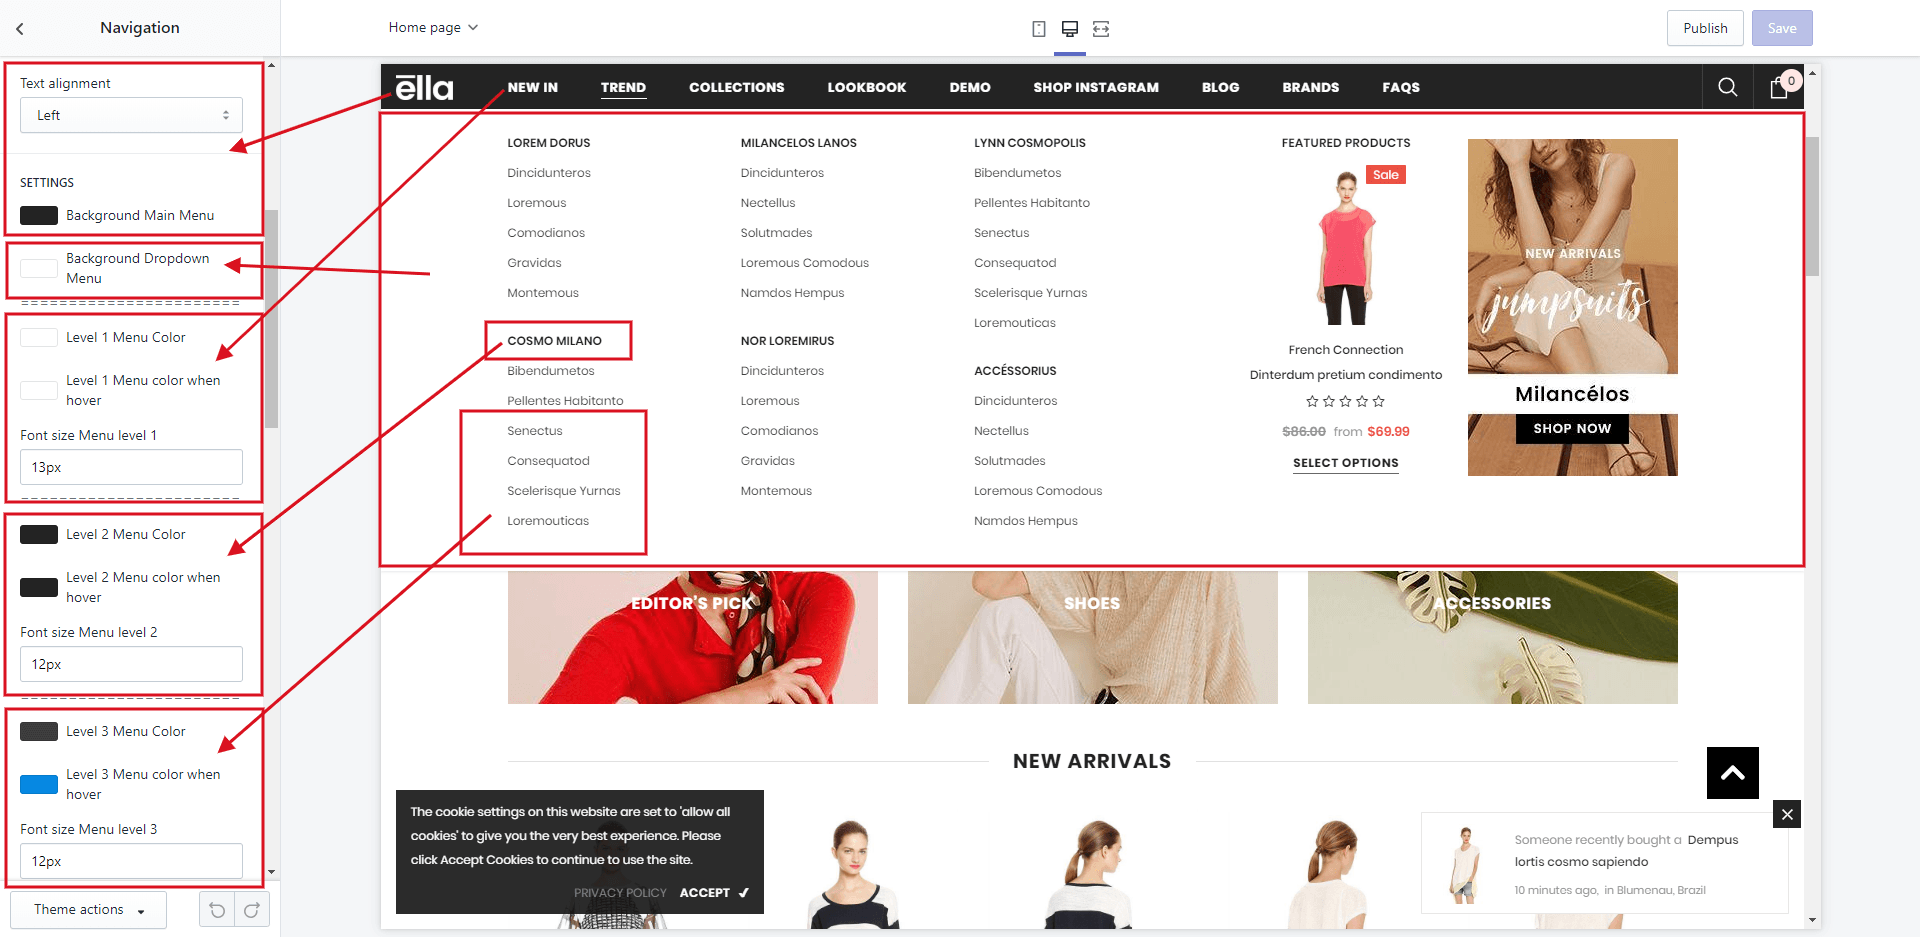 Navigation
Text alignment
Left
SETTINGS
Background Main Menu
Background Dropdown
Menu
Level 1 Menu Color
Level 1 Menu color when
hover
Font size Menu level 1
13px
Level 2 Menu Color
Level 2 Menu color when
hover
Font size Menu level 2
12px
Level 3 Menu Color
Level 3 Menu color when
hover
Font size Menu level 3
12px
Theme actions
Home page
Publish
Save
ēlla
NEW IN
TREND
COLLECTIONS
LOOKBOOK
DEMO
SHOP INSTAGRAM
BLOG
BRANDS
FAQS
0
LOREM DORUS
Dincidunteros
Loremous
Comodianos
Gravidas
Montemous
COSMO MILANO
Bibendumetos
Pellentes Habitanto
Senectus
Consequatod
Scelerisque Yurnas
Loremouticas
MILANCELOS LANOS
Dincidunteros
Nectellus
Solutmades
Loremous Comodous
Namdos Hempus
NOR LOREMIRUS
Dincidunteros
Loremous
Comodianos
Gravidas
Montemous
LYNN COSMOPOLIS
Bibendumetos
Pellentes Habitanto
Senectus
Consequatod
Scelerisque Yurnas
Loremouticas
ACCÉSSORIUS
Dincidunteros
Nectellus
Solutmades
Loremous Comodous
Namdos Hempus
FEATURED PRODUCTS
Sale
French Connection
Dinterdum pretium condimento
$86.00 from $69.99
SELECT OPTIONS
NEW ARRIVALS
jumpsuits
Milancélos
SHOP NOW
EDITOR'S PICK
SHOES
ACCESSORIES
NEW ARRIVALS
The cookie settings on this website are set to 'allow all
cookies' to give you the very best experience. Please
click Accept Cookies to continue to use the site.
PRIVACY POLICY
ACCEPT ✔
Someone recently bought a Dempus
lortis cosmo sapiendo
10 minutes ago, in Blumenau, Brazil